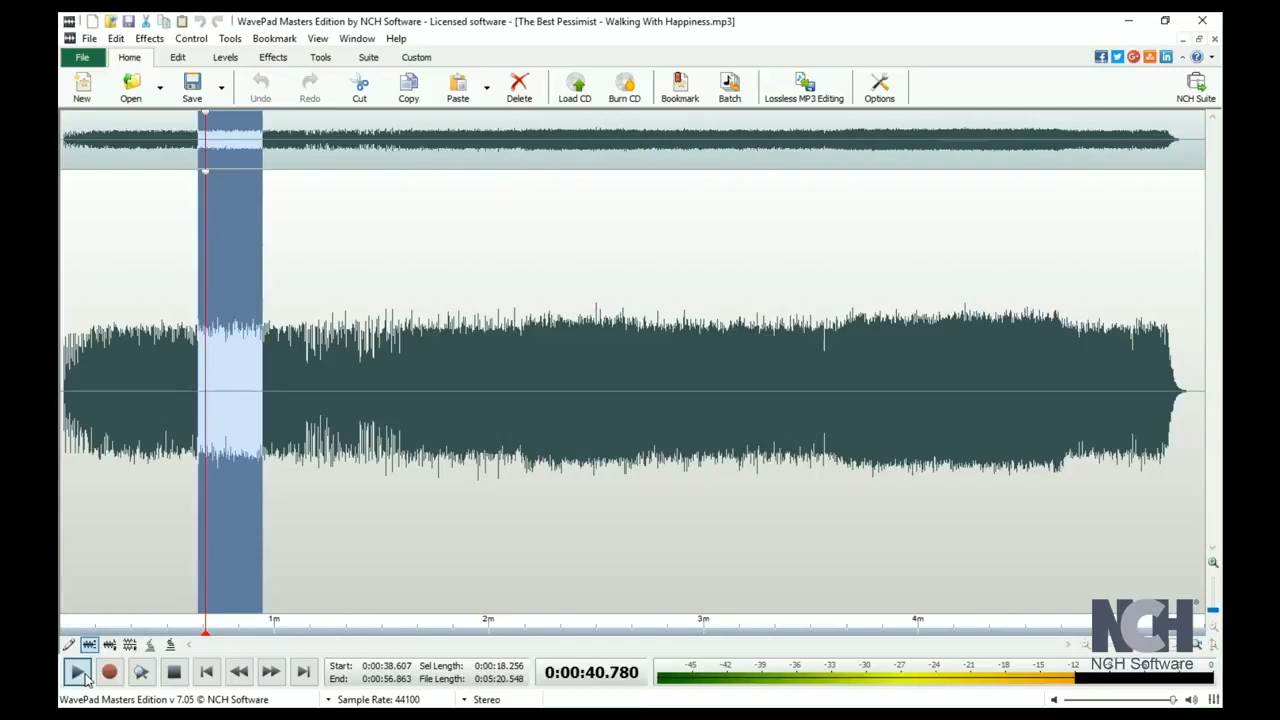 WavePad Masters Edition by NCH Software - Licensed software - [The Best Pessimist - Walking With Happiness.mp3]
File Edit Effects Control Tools Bookmark View Window Help
File Home Edit Levels Effects Tools Suite Custom
New Open Save Undo Redo Cut Copy Paste Delete Load CD Burn CD Bookmark Batch Lossless MP3 Editing Options NCH Suite
1m 2m 3m 4m
NCH®
NCH Software
Start: 0:00:38.607 Sel Length: 0:00:18.256
End: 0:00:56.863 File Length: 0:05:20.548
0:00:40.780
-45 -42 -39 -36 -33 -30 -27 -24 -21 -18 -15 -12 0
WavePad Masters Edition v 7.05 © NCH Software Sample Rate: 44100 Stereo